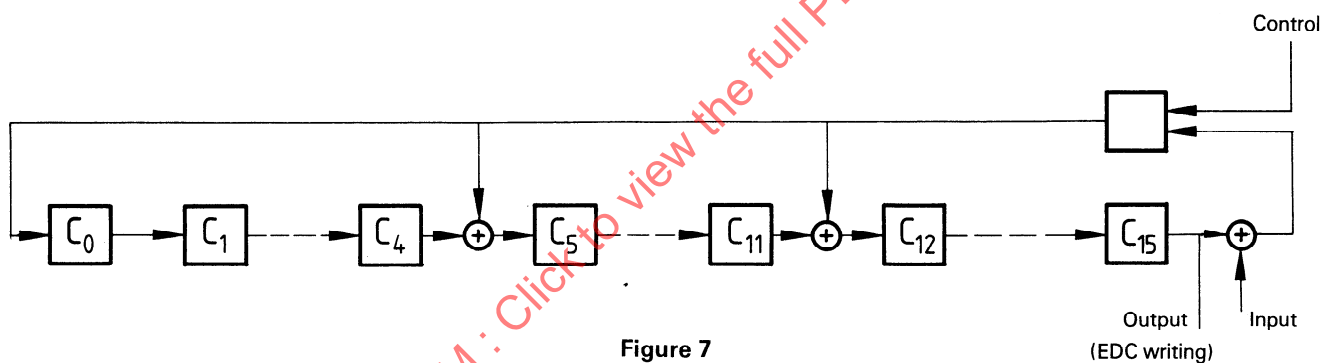 Control
C0
C1
C4
+
C5
C11
+
C12
C15
+
Output
Input
(EDC writing)
Figure 7
: Click to view the full